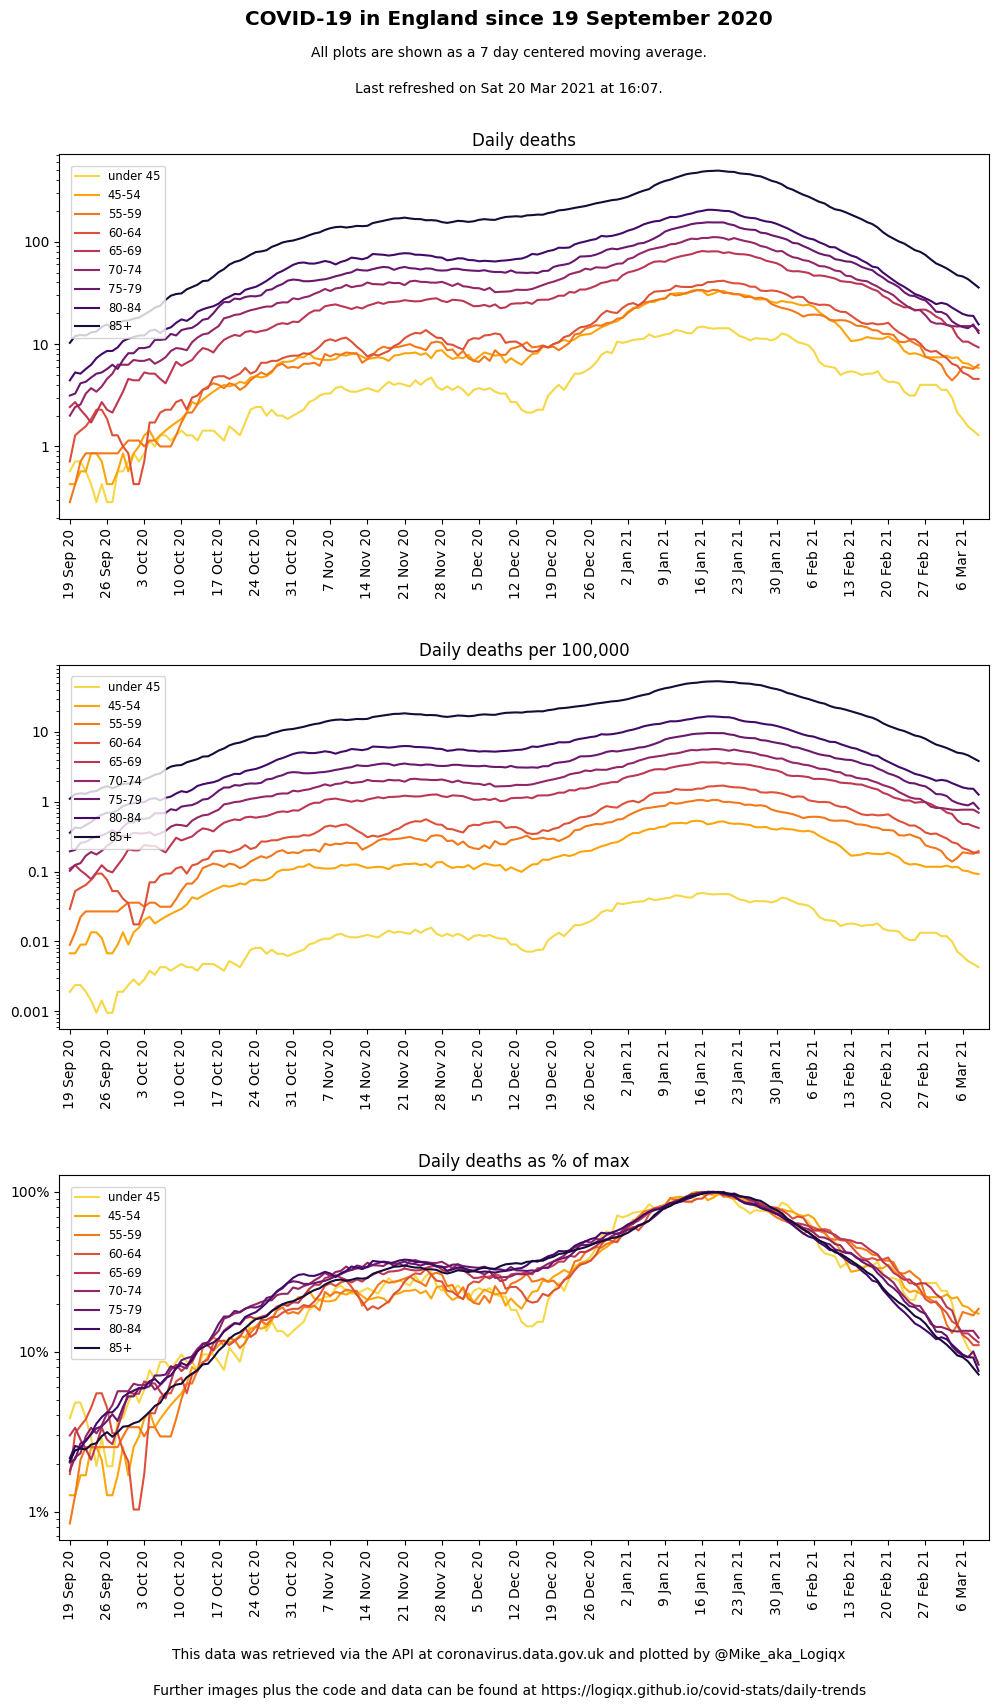 COVID-19 in England since 19 September 2020
All plots are shown as a 7 day centered moving average.
Last refreshed on Sat 20 Mar 2021 at 16:07.
Daily deaths
under 45
45-54
55-59
60-64
65-69
70-74
75-79
80-84
85+
100
10
1
19 Sep 20
26 Sep 20
3 Oct 20
10 Oct 20
17 Oct 20
24 Oct 20
31 Oct 20
7 Nov 20
14 Nov 20
21 Nov 20
28 Nov 20
5 Dec 20
12 Dec 20
19 Dec 20
26 Dec 20
2 Jan 21
9 Jan 21
16 Jan 21
23 Jan 21
30 Jan 21
6 Feb 21
13 Feb 21
20 Feb 21
27 Feb 21
6 Mar 21
Daily deaths per 100,000
under 45
45-54
55-59
60-64
65-69
70-74
75-79
80-84
85+
10
1
0.1
0.01
0.001
19 Sep 20
26 Sep 20
3 Oct 20
10 Oct 20
17 Oct 20
24 Oct 20
31 Oct 20
7 Nov 20
14 Nov 20
21 Nov 20
28 Nov 20
5 Dec 20
12 Dec 20
19 Dec 20
26 Dec 20
2 Jan 21
9 Jan 21
16 Jan 21
23 Jan 21
30 Jan 21
6 Feb 21
13 Feb 21
20 Feb 21
27 Feb 21
6 Mar 21
Daily deaths as % of max
under 45
45-54
55-59
60-64
65-69
70-74
75-79
80-84
85+
100%
10%
1%
19 Sep 20
26 Sep 20
3 Oct 20
10 Oct 20
17 Oct 20
24 Oct 20
31 Oct 20
7 Nov 20
14 Nov 20
21 Nov 20
28 Nov 20
5 Dec 20
12 Dec 20
19 Dec 20
26 Dec 20
2 Jan 21
9 Jan 21
16 Jan 21
23 Jan 21
30 Jan 21
6 Feb 21
13 Feb 21
20 Feb 21
27 Feb 21
6 Mar 21
This data was retrieved via the API at coronavirus.data.gov.uk and plotted by @Mike_aka_Logiqx
Further images plus the code and data can be found at https://logiqx.github.io/covid-stats/daily-trends